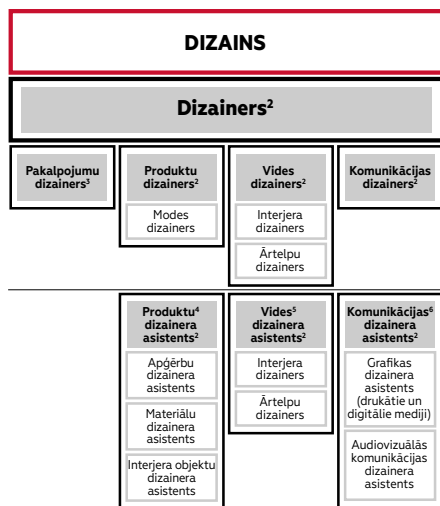 DIZAINS
Dizainers²
Pakalpojumu
dizainers³
Produktu
dizainers²
Modes
dizainers
Vides
dizainers²
Interjera
dizainers
Ārtelpu
dizainers
Komunikācijas
dizainers²
Produktu⁴
dizainera
asistents²
Apģērbu
dizainera
asistents
Materiālu
dizainera
asistents
Interjera objektu
dizainera
asistents
Vides⁵
dizainera
asistents²
Interjera
dizainers
Ārtelpu
dizainers
Komunikācijas⁶
dizainera
asistents²
Grafikas
dizainera
asistents
(drukātie un
digitālie mediji)
Audiovizuālās
komunikācijas
dizainera
asistents